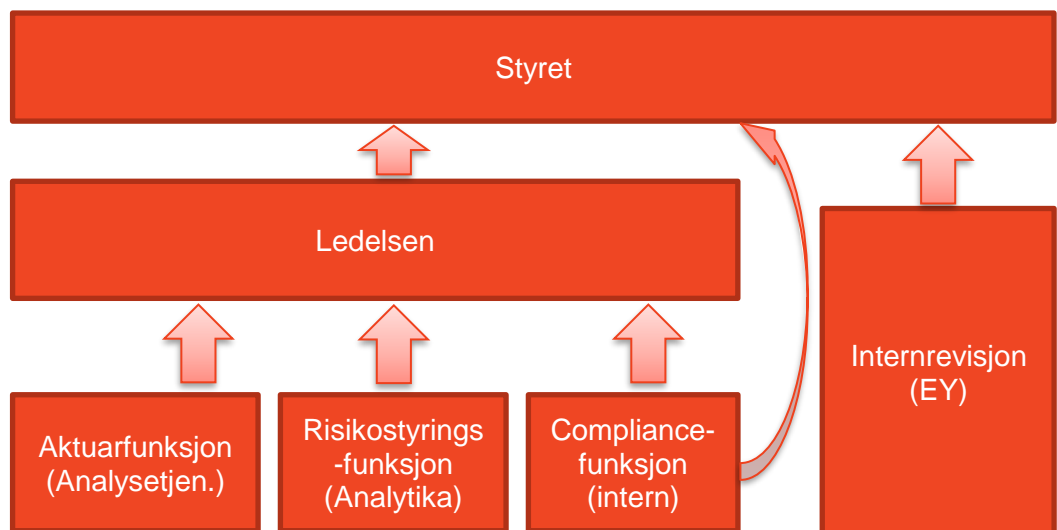 Styret
Ledelsen
Internrevisjon
(EY)
Aktuarfunksjon
(Analysetjen.)
Risikostyrings
-funksjon
(Analytika)
Compliance-
funksjon
(intern)